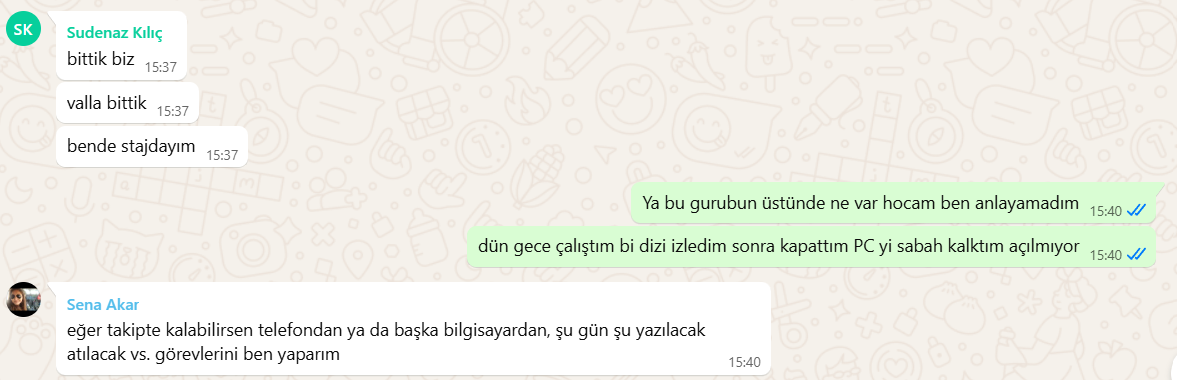 SK
Sudenaz Kılıç
bittik biz 15:37
valla bittik 15:37
bende stajdayım 15:37
Ya bu gurubun üstünde ne var hocam ben anlayamadım 15:40
dün gece çalıştım bi dizi izledim sonra kapattım PC yi sabah kalktım açılmıyor 15:40
Sena Akar
eğer takipte kalabilirsen telefondan ya da başka bilgisayardan, şu gün şu yazılacak
atılacak vs. görevlerini ben yaparım 15:40